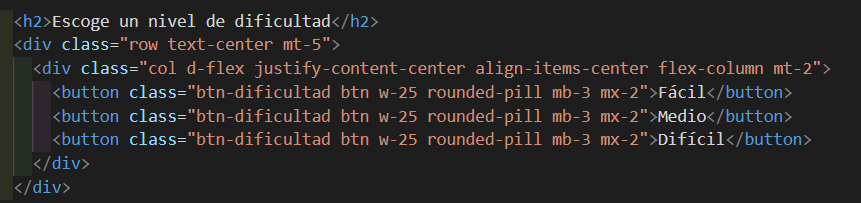 <h2>Escoge un nivel de dificultad</h2>
<div class="row text-center mt-5">
<div class="col d-flex justify-content-center align-items-center flex-column mt-2">
<button class="btn-dificultad btn w-25 rounded-pill mb-3 mx-2">Fácil</button>
<button class="btn-dificultad btn w-25 rounded-pill mb-3 mx-2">Medio</button>
<button class="btn-dificultad btn w-25 rounded-pill mb-3 mx-2">Difícil</button>
</div>
</div>